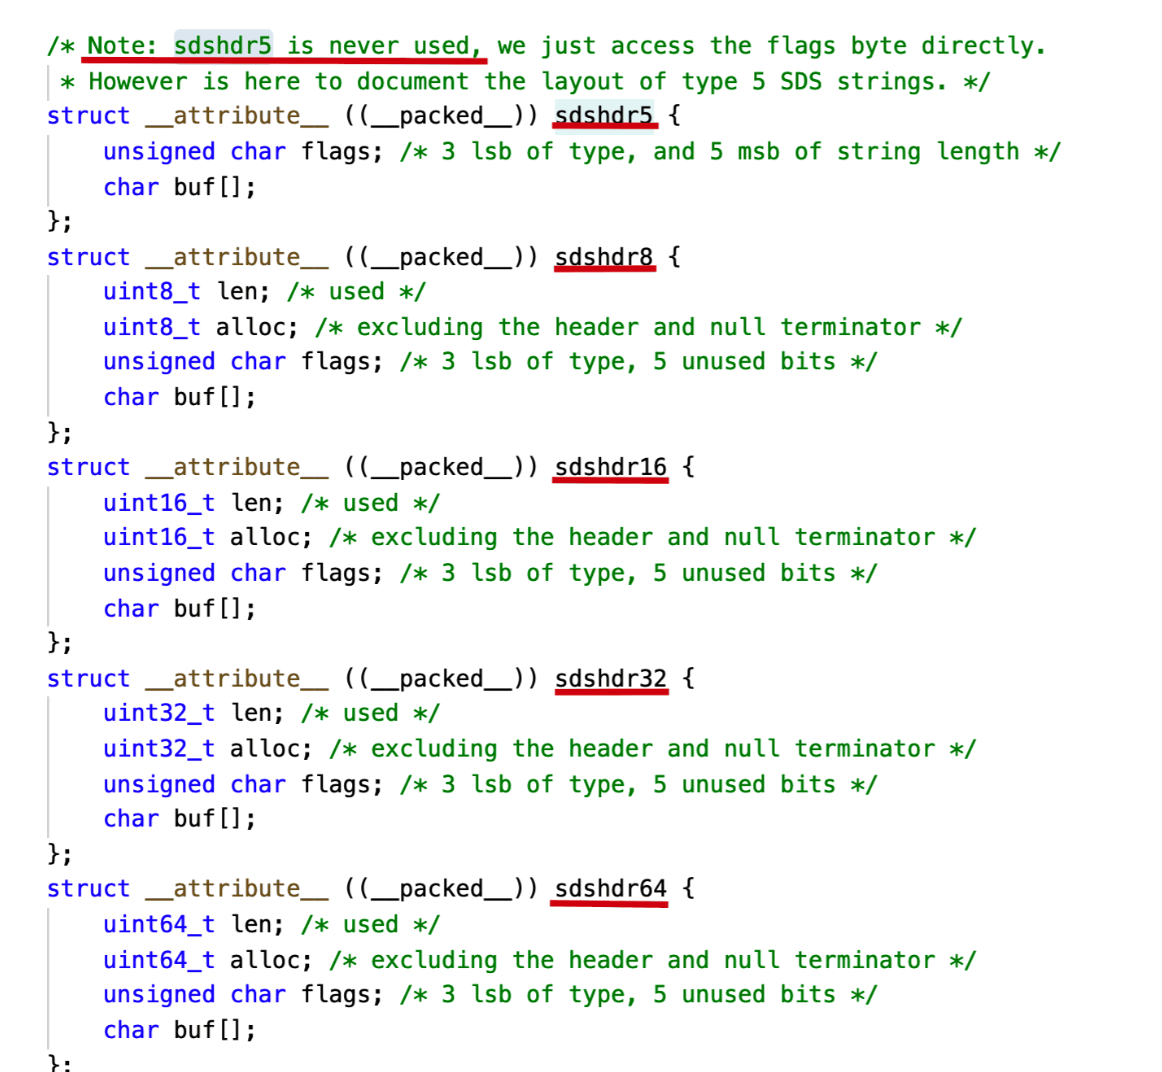 /* Note: sdshdr5 is never used, we just access the flags byte directly.
 * However is here to document the layout of type 5 SDS strings. */
struct __attribute__ ((__packed__)) sdshdr5 {
    unsigned char flags; /* 3 lsb of type, and 5 msb of string length */
    char buf[];
};
struct __attribute__ ((__packed__)) sdshdr8 {
    uint8_t len; /* used */
    uint8_t alloc; /* excluding the header and null terminator */
    unsigned char flags; /* 3 lsb of type, 5 unused bits */
    char buf[];
};
struct __attribute__ ((__packed__)) sdshdr16 {
    uint16_t len; /* used */
    uint16_t alloc; /* excluding the header and null terminator */
    unsigned char flags; /* 3 lsb of type, 5 unused bits */
    char buf[];
};
struct __attribute__ ((__packed__)) sdshdr32 {
    uint32_t len; /* used */
    uint32_t alloc; /* excluding the header and null terminator */
    unsigned char flags; /* 3 lsb of type, 5 unused bits */
    char buf[];
};
struct __attribute__ ((__packed__)) sdshdr64 {
    uint64_t len; /* used */
    uint64_t alloc; /* excluding the header and null terminator */
    unsigned char flags; /* 3 lsb of type, 5 unused bits */
    char buf[];
};